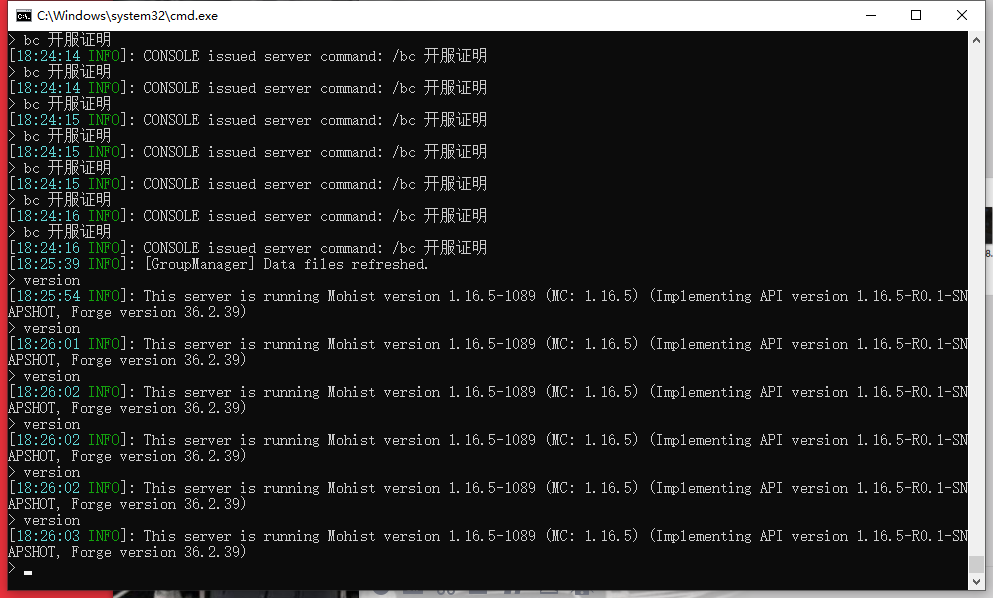 C:\Windows\system32\cmd.exe
> bc 开服证明
[18:24:14 INFO]: CONSOLE issued server command: /bc 开服证明
> bc 开服证明
[18:24:14 INFO]: CONSOLE issued server command: /bc 开服证明
> bc 开服证明
[18:24:15 INFO]: CONSOLE issued server command: /bc 开服证明
> bc 开服证明
[18:24:15 INFO]: CONSOLE issued server command: /bc 开服证明
> bc 开服证明
[18:24:15 INFO]: CONSOLE issued server command: /bc 开服证明
> bc 开服证明
[18:24:16 INFO]: CONSOLE issued server command: /bc 开服证明
> bc 开服证明
[18:24:16 INFO]: CONSOLE issued server command: /bc 开服证明
[18:25:39 INFO]: [GroupManager] Data files refreshed.
> version
[18:25:54 INFO]: This server is running Mohist version 1.16.5-1089 (MC: 1.16.5) (Implementing API version 1.16.5-R0.1-SN
APSHOT, Forge version 36.2.39)
> version
[18:26:01 INFO]: This server is running Mohist version 1.16.5-1089 (MC: 1.16.5) (Implementing API version 1.16.5-R0.1-SN
APSHOT, Forge version 36.2.39)
> version
[18:26:02 INFO]: This server is running Mohist version 1.16.5-1089 (MC: 1.16.5) (Implementing API version 1.16.5-R0.1-SN
APSHOT, Forge version 36.2.39)
> version
[18:26:02 INFO]: This server is running Mohist version 1.16.5-1089 (MC: 1.16.5) (Implementing API version 1.16.5-R0.1-SN
APSHOT, Forge version 36.2.39)
> version
[18:26:02 INFO]: This server is running Mohist version 1.16.5-1089 (MC: 1.16.5) (Implementing API version 1.16.5-R0.1-SN
APSHOT, Forge version 36.2.39)
> version
[18:26:03 INFO]: This server is running Mohist version 1.16.5-1089 (MC: 1.16.5) (Implementing API version 1.16.5-R0.1-SN
APSHOT, Forge version 36.2.39)
>